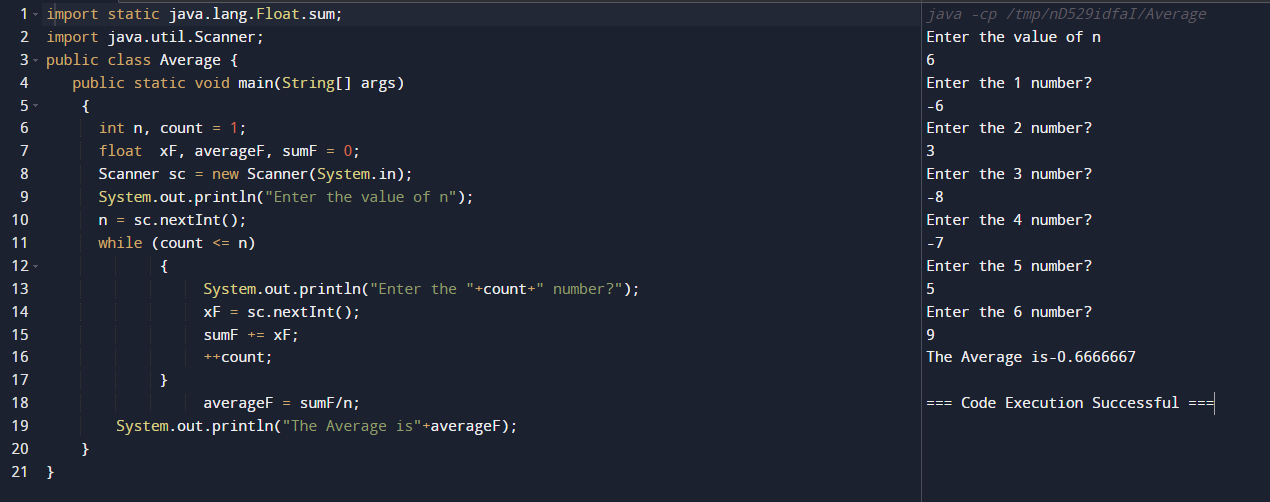 1 import static java.lang.Float.sum;
2 import java.util.Scanner;
3 public class Average {
4 public static void main(String[] args)
5 {
6 int n, count = 1;
7 float  xF, averageF, sumF = 0;
8 Scanner sc = new Scanner(System.in);
9 System.out.println("Enter the value of n");
10 n = sc.nextInt();
11 while (count <= n)
12 {
13 System.out.println("Enter the "+count+" number?");
14 xF = sc.nextInt();
15 sumF += xF;
16 ++count;
17 }
18 averageF = sumF/n;
19 System.out.println("The Average is"+averageF);
20 }
21 }
java -cp /tmp/nD529idfaI/Average
Enter the value of n
6
Enter the 1 number?
-6
Enter the 2 number?
3
Enter the 3 number?
-8
Enter the 4 number?
-7
Enter the 5 number?
5
Enter the 6 number?
9
The Average is-0.6666667
=== Code Execution Successful ===